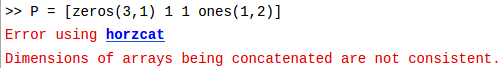 >> P = [zeros(3,1) 1 1 ones(1,2)]
Error using horzcat
Dimensions of arrays being concatenated are not consistent.